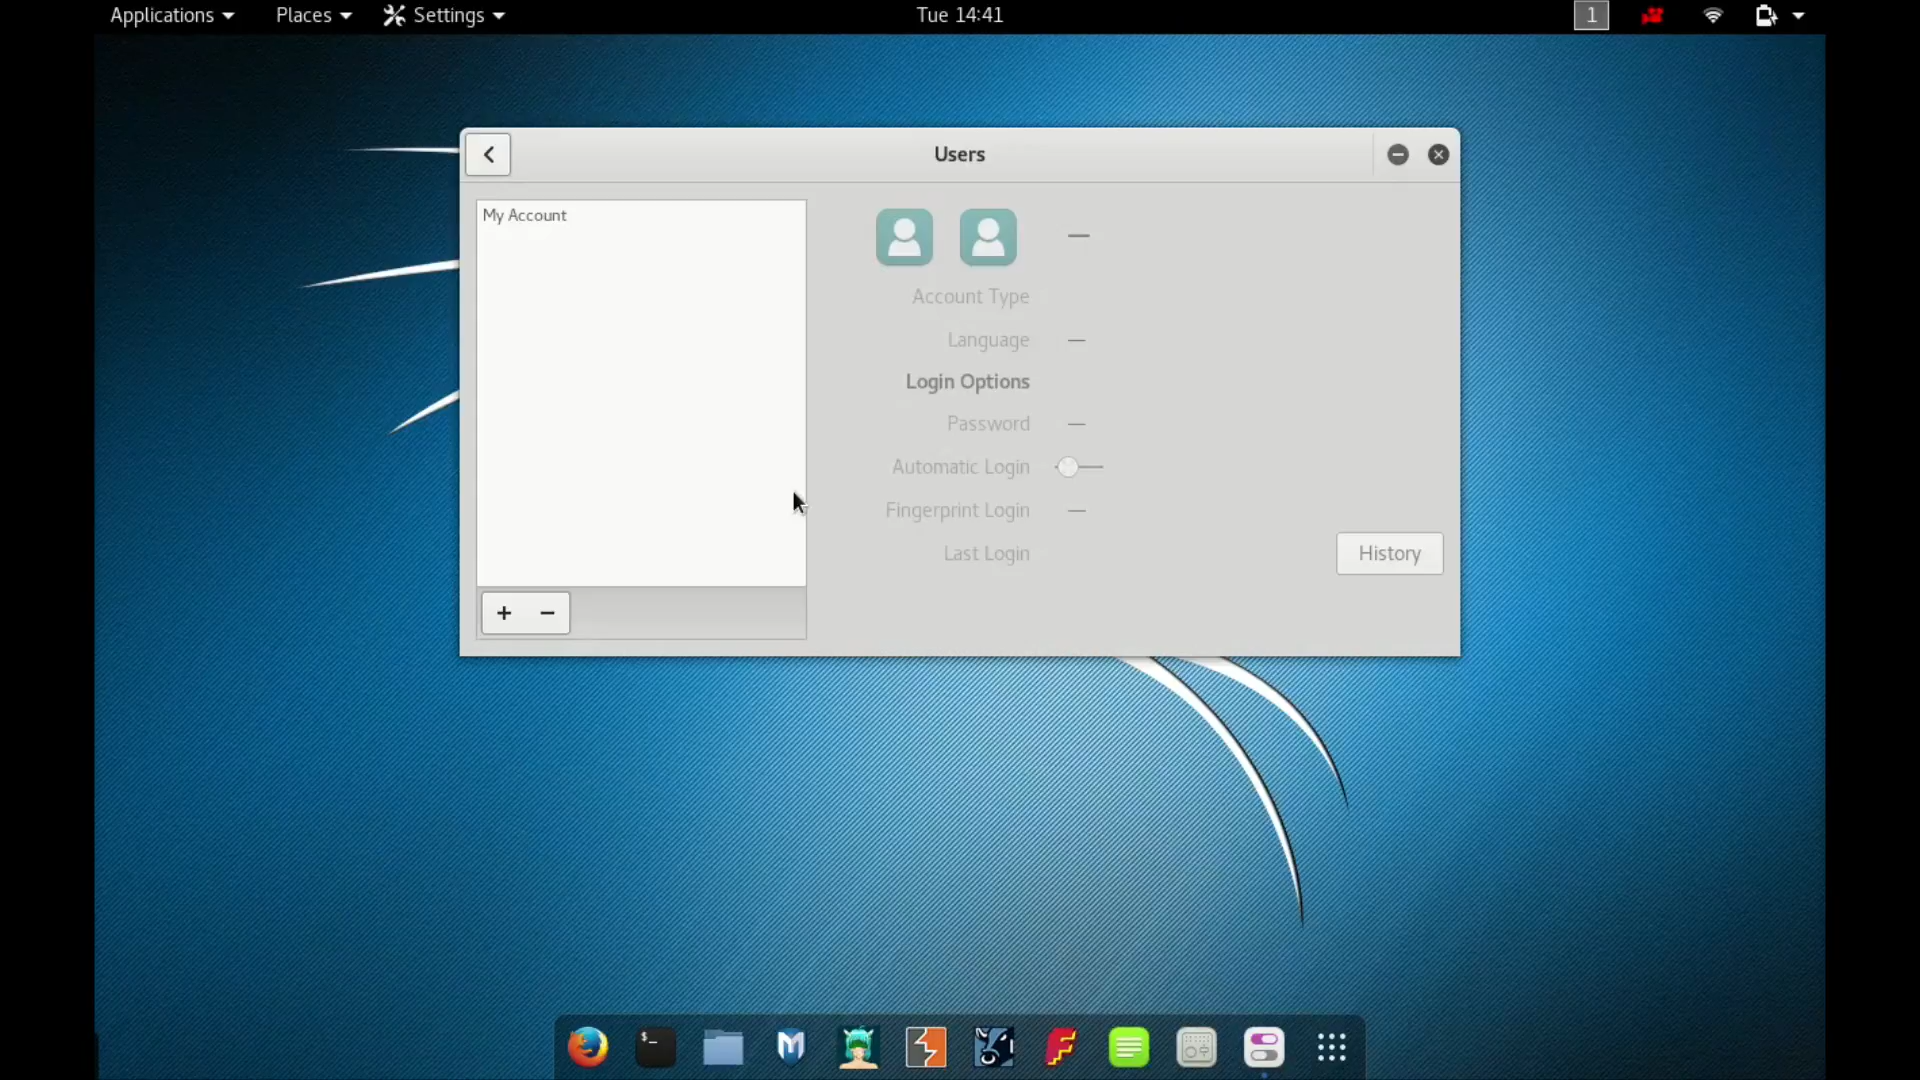 Applications
Places
Settings
Tue 14:41
1
Users
My Account
Account Type
Language
Login Options
Password
Automatic Login
Fingerprint Login
Last Login
History